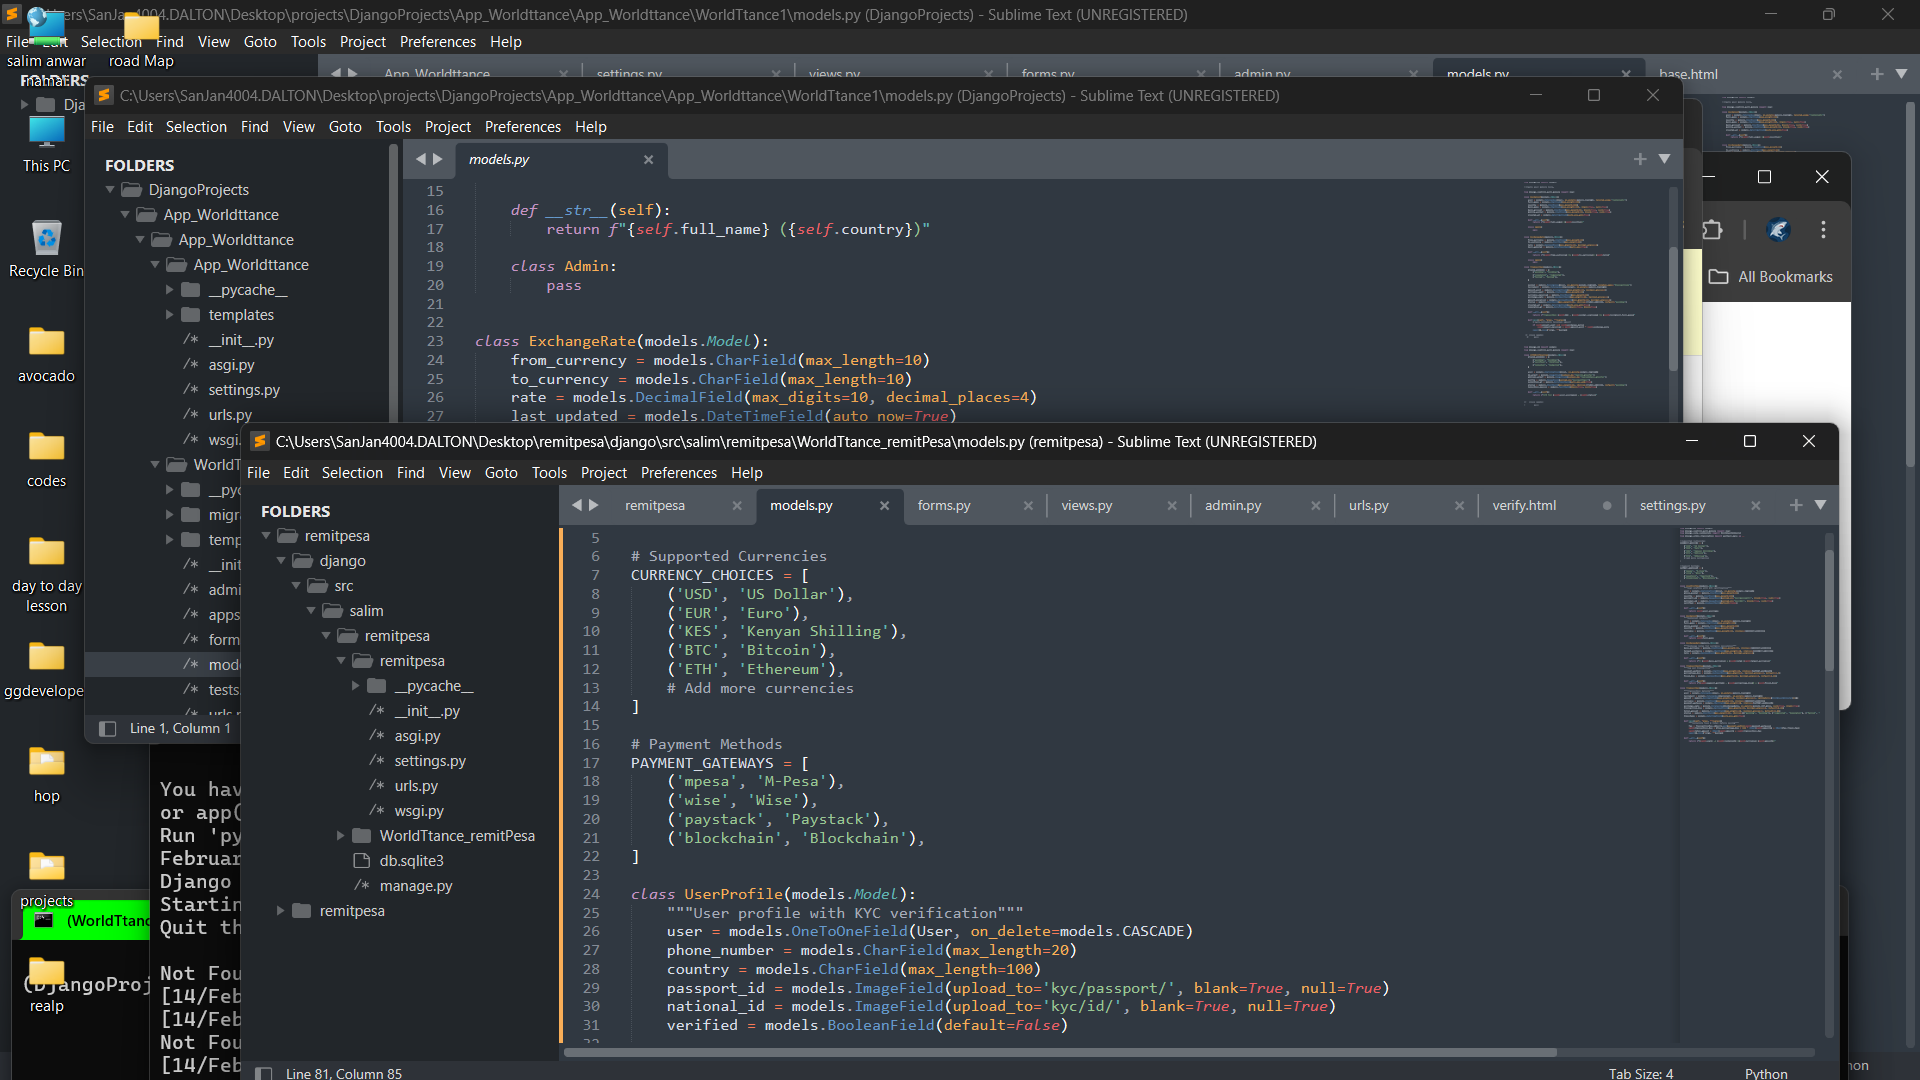 ers\SanJan4004.DALTON\Desktop\projects\DjangoProjects\App_Worldttance\App_Worldttance\WorldTtance1\models.py (DjangoProjects) - Sublime Text (UNREGISTERED)
File Edit Selection Find View Goto Tools Project Preferences Help
salim anwar
mama
road Map
FOLDERS
Dja
App_Worldttance
settings.py
views.py
forms.py
admin.py
models.py
base.html
This PC
Recycle Bin
avocado
codes
day to day
lesson
ggdevelope
hop
projects
realp
C:\Users\SanJan4004.DALTON\Desktop\projects\DjangoProjects\App_Worldttance\App_Worldttance\WorldTtance1\models.py (DjangoProjects) - Sublime Text (UNREGISTERED)
File Edit Selection Find View Goto Tools Project Preferences Help
FOLDERS
DjangoProjects
App_Worldttance
App_Worldttance
App_Worldttance
__pycache__
templates
/* __init__.py
/* asgi.py
/* settings.py
/* urls.py
/* wsgi.
WorldT
__pyc
migra
temp
/* __init
/* admi
/* apps
/* form
/* mode
/* tests.
/* urls.p
Line 1, Column 1
models.py
15
16 def __str__(self):
17 return f"{self.full_name} ({self.country})"
18
19 class Admin:
20 pass
21
22
23 class ExchangeRate(models.Model):
24 from_currency = models.CharField(max_length=10)
25 to_currency = models.CharField(max_length=10)
26 rate = models.DecimalField(max_digits=10, decimal_places=4)
27 last_updated = models.DateTimeField(auto_now=True)
All Bookmarks
C:\Users\SanJan4004.DALTON\Desktop\remitpesa\django\src\salim\remitpesa\WorldTtance_remitPesa\models.py (remitpesa) - Sublime Text (UNREGISTERED)
File Edit Selection Find View Goto Tools Project Preferences Help
FOLDERS
remitpesa
django
src
salim
remitpesa
remitpesa
__pycache__
/* __init__.py
/* asgi.py
/* settings.py
/* urls.py
/* wsgi.py
WorldTtance_remitPesa
db.sqlite3
/* manage.py
remitpesa
remitpesa
models.py
forms.py
views.py
admin.py
urls.py
verify.html
settings.py
5
6 # Supported Currencies
7 CURRENCY_CHOICES = [
8 ('USD', 'US Dollar'),
9 ('EUR', 'Euro'),
10 ('KES', 'Kenyan Shilling'),
11 ('BTC', 'Bitcoin'),
12 ('ETH', 'Ethereum'),
13 # Add more currencies
14 ]
15
16 # Payment Methods
17 PAYMENT_GATEWAYS = [
18 ('mpesa', 'M-Pesa'),
19 ('wise', 'Wise'),
20 ('paystack', 'Paystack'),
21 ('blockchain', 'Blockchain'),
22 ]
23
24 class UserProfile(models.Model):
25 """User profile with KYC verification"""
26 user = models.OneToOneField(User, on_delete=models.CASCADE)
27 phone_number = models.CharField(max_length=20)
28 country = models.CharField(max_length=100)
29 passport_id = models.ImageField(upload_to='kyc/passport/', blank=True, null=True)
30 national_id = models.ImageField(upload_to='kyc/id/', blank=True, null=True)
31 verified = models.BooleanField(default=False)
32
Line 81, Column 85
Tab Size: 4
Python
You hav
or app(
Run 'py
Februar
Django
Startin
Quit th
Not Fou
[14/Feb
[14/Feb
Not Fou
[14/Feb
(WorldTtanc
(DjangoProj
hon